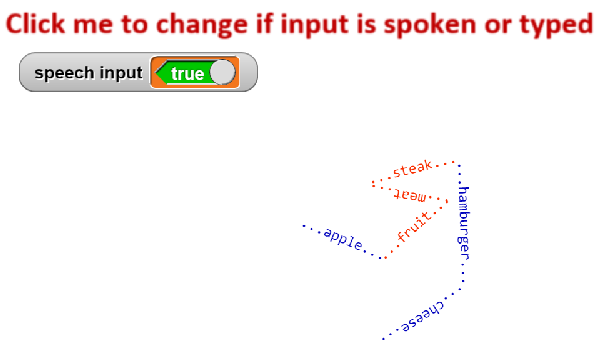 Click me to change if input is spoken or typed
speech input true
...steak...
...hamburger...
...meat...
...fruit...
...apple...
...cheese...